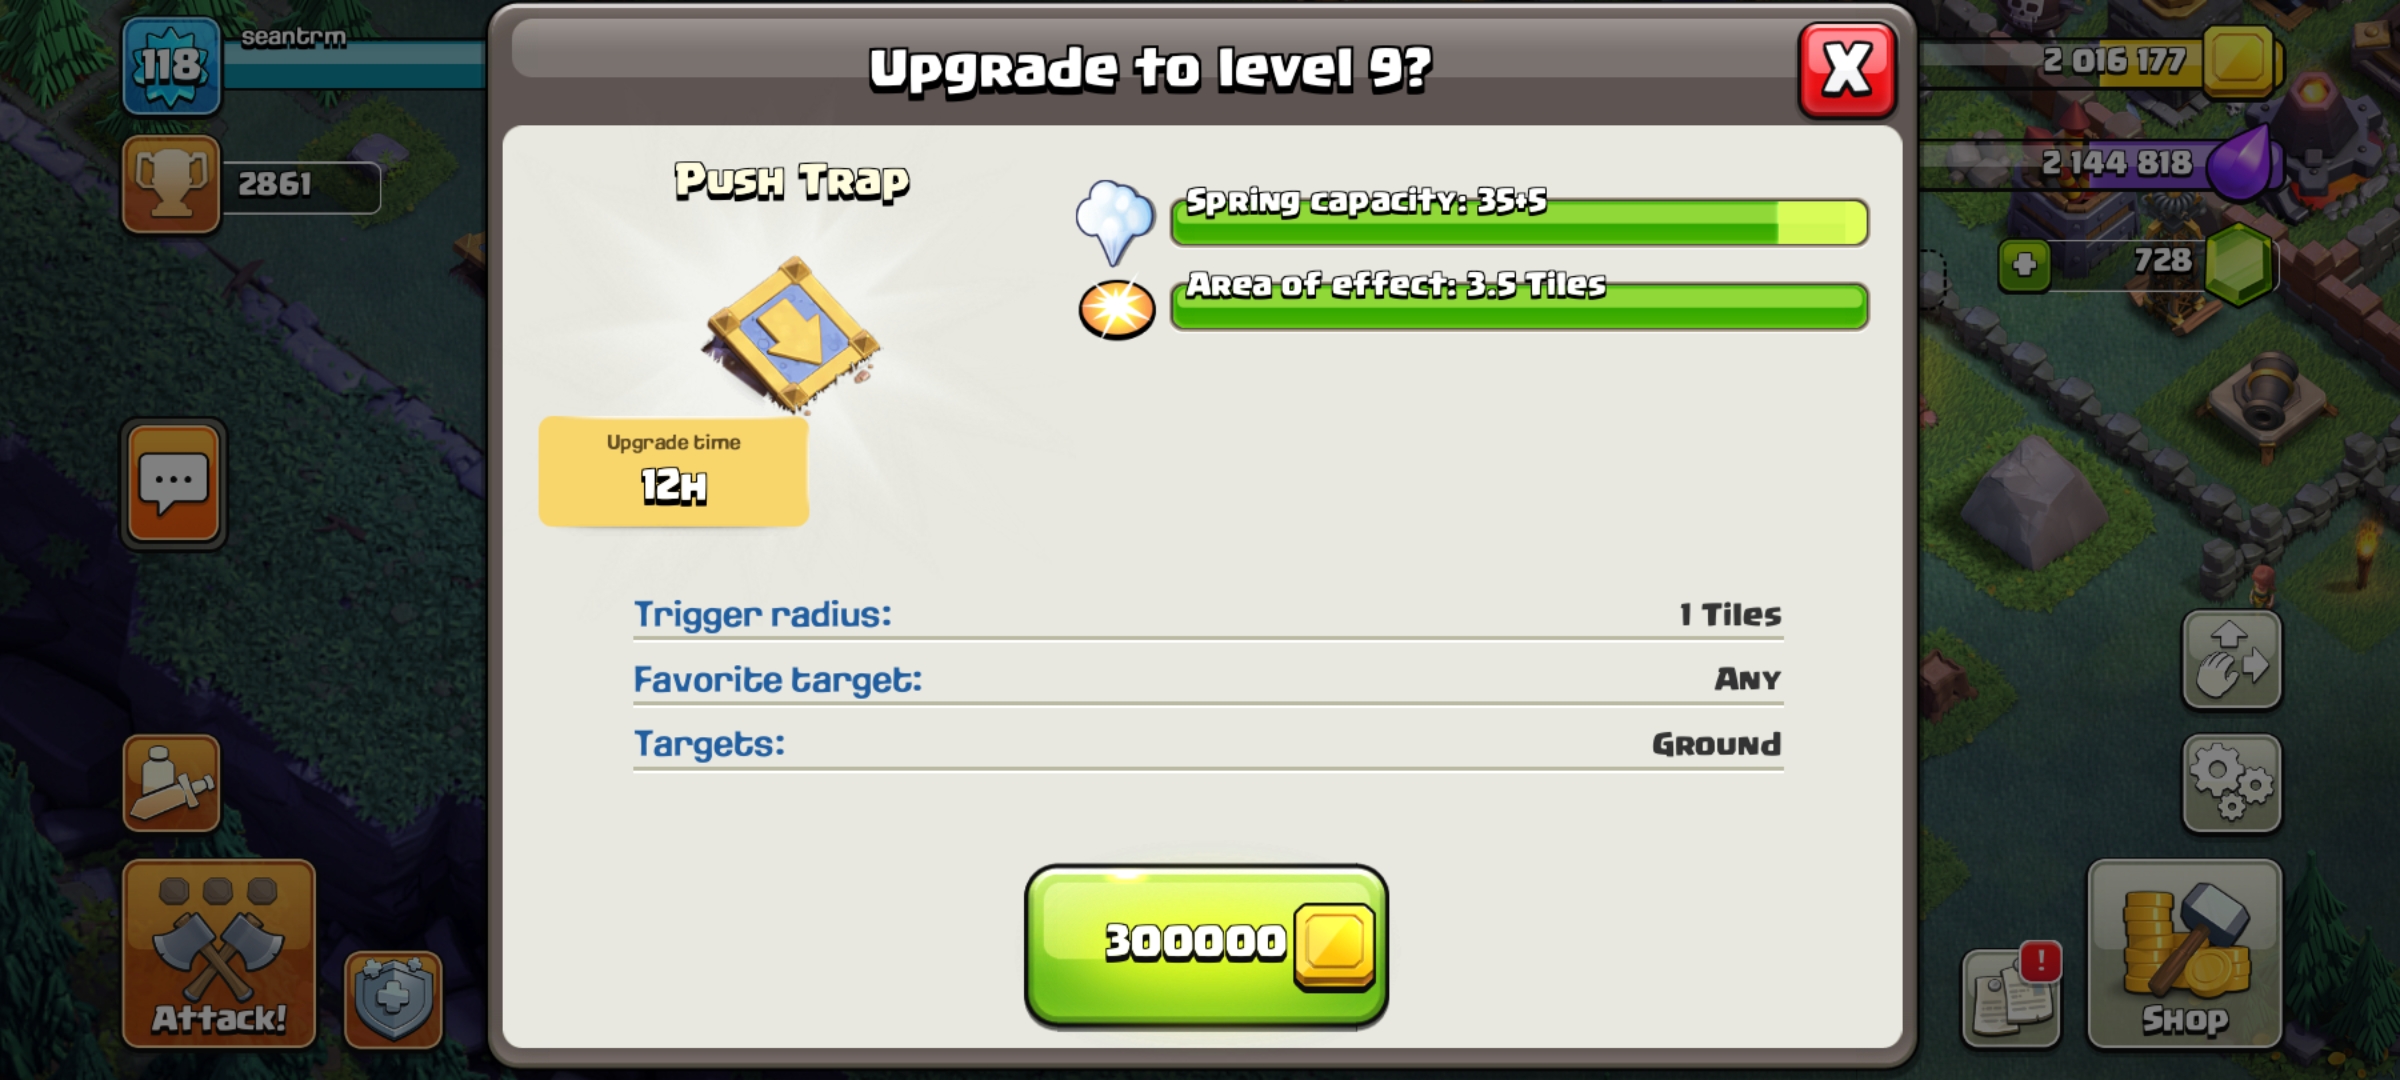 118
seantrm
2861
Attack!
Upgrade to level 9?
X
Push Trap
Upgrade time
12H
Spring capacity: 35+5
Area of effect: 3.5 Tiles
Trigger radius: 1 Tiles
Favorite target: Any
Targets: Ground
300000
2 016 177
2 144 818
728
!
Shop